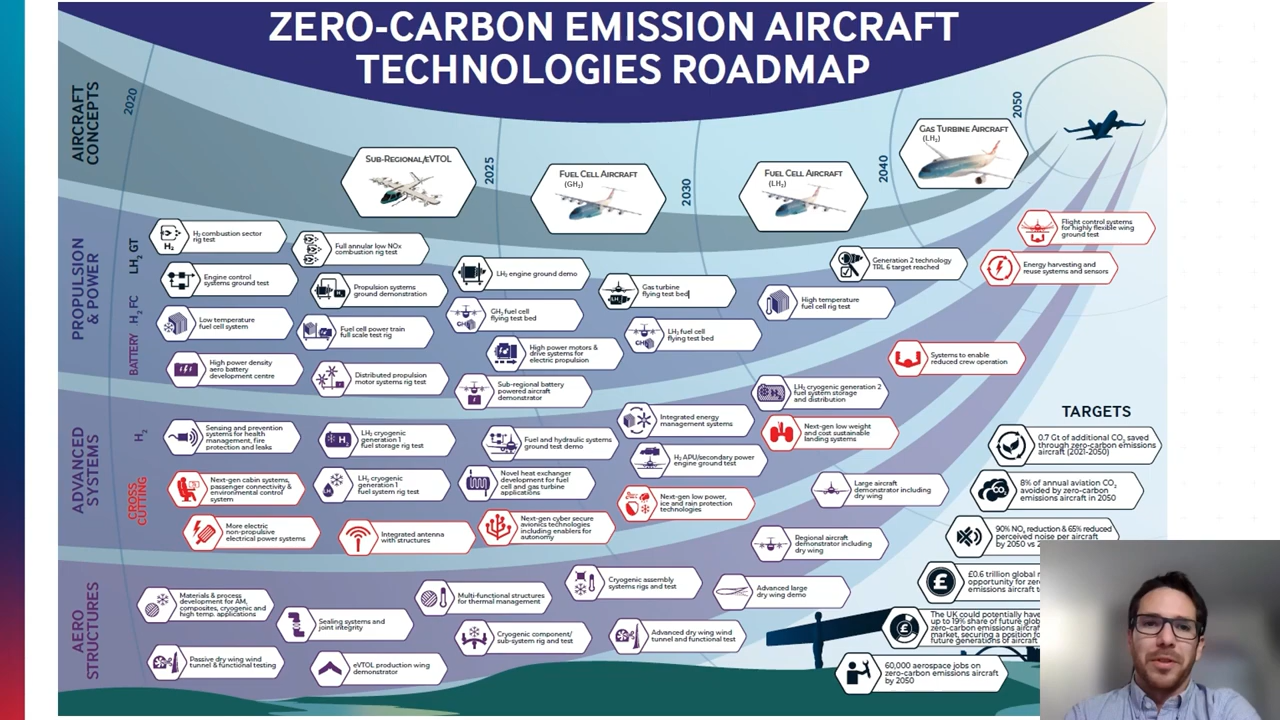 ZERO-CARBON EMISSION AIRCRAFT
TECHNOLOGIES ROADMAP
AIRCRAFT
CONCEPTS
2020
2025
2030
2040
2050
SUB-REGIONAL/EVTOL
FUEL CELL AIRCRAFT
(GH₂)
FUEL CELL AIRCRAFT
(LH₂)
GAS TURBINE AIRCRAFT
(LH₂)
PROPULSION
& POWER
LH₂ GT
H₂ combustion sector
rig test
Full annular low NOx
combustion rig test
LH₂ engine ground demo
Gas turbine
flying test bed
Generation 2 technology
TRL 6 target reached
Flight control systems
for highly flexible wing
ground test
Engine control
systems ground test
Propulsion systems
ground demonstration
Energy harvesting and
reuse systems and sensors
H₂ FC
Low temperature
fuel cell system
Fuel cell power train
full scale test rig
GH₂ fuel cell
flying test bed
LH₂ fuel cell
flying test bed
High temperature
fuel cell rig test
BATTERY
High power density
aero battery
development centre
Distributed propulsion
motor systems rig test
High power motors &
drive systems for
electric propulsion
Sub-regional battery
powered aircraft
demonstrator
Systems to enable
reduced crew operation
ADVANCED
SYSTEMS
H₂
Sensing and prevention
systems for health
management, fire
protection and leaks
LH₂ cryogenic
generation 1
fuel storage rig test
Fuel and hydraulic systems
ground test demo
Integrated energy
management systems
LH₂ cryogenic generation 2
fuel system storage
and distribution
Next-gen low weight
and cost sustainable
landing systems
H₂ APU/secondary power
engine ground test
LH₂ cryogenic
generation 1
fuel system rig test
Novel heat exchanger
development for fuel
cell and gas turbine
applications
CROSS
CUTTING
Next-gen cabin systems,
passenger connectivity &
environmental control
system
Next-gen low power,
ice and rain protection
technologies
More electric
non-propulsive
electrical power systems
Integrated antenna
with structures
Next-gen cyber secure
avionics technologies
including enablers for
autonomy
Large aircraft
demonstrator including
dry wing
Regional aircraft
demonstrator including
dry wing
AERO
STRUCTURES
Materials & process
development for AM,
composites, cryogenic and
high temp. applications
Sealing systems and
joint integrity
Multi-functional structures
for thermal management
Cryogenic assembly
systems rigs and test
Advanced large
dry wing demo
Passive dry wing wind
tunnel & functional testing
eVTOL production wing
demonstrator
Cryogenic component/
sub-system rig and test
Advanced dry wing wind
tunnel and functional test
TARGETS
0.7 Gt of additional CO₂ saved
through zero-carbon emissions
aircraft (2021-2050)
8% of annual aviation CO₂
avoided by zero-carbon
emissions aircraft in 2050
90% NOₓ reduction & 65% reduced
perceived noise per aircraft
by 2050 vs
£0.6 trillion global
opportunity for
emissions aircraft
The UK could potentially have
up to 19% share of future
zero-carbon emissions
market, securing a position
future generations of aircraft
60,000 aerospace jobs on
zero-carbon emissions aircraft
by 2050